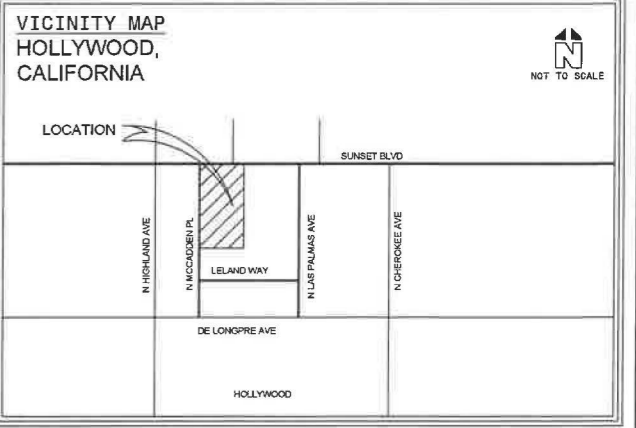 VICINITY MAP
HOLLYWOOD,
CALIFORNIA
N
NOT TO SCALE
LOCATION
SUNSET BLVD
N HIGHLAND AVE
N MCCADDEN PL
N LAS PALMAS AVE
N CHEROKEE AVE
LELAND WAY
DE LONGPRE AVE
HOLLYWOOD